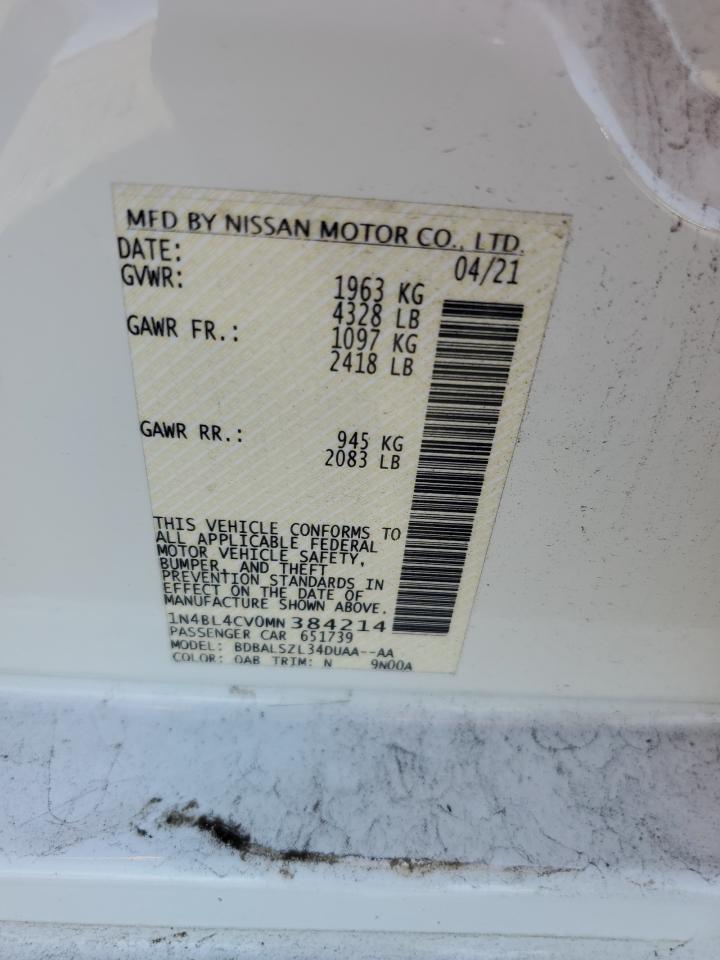 MFD BY NISSAN MOTOR CO., LTD.
DATE: 04/21
GVWR: 1963 KG
4328 LB
GAWR FR.: 1097 KG
2418 LB
GAWR RR.: 945 KG
2083 LB
THIS VEHICLE CONFORMS TO
ALL APPLICABLE FEDERAL
MOTOR VEHICLE SAFETY,
BUMPER, AND THEFT
PREVENTION STANDARDS IN
EFFECT ON THE DATE OF
MANUFACTURE SHOWN ABOVE.
1N4BL4CV0MN384214
PASSENGER CAR 651739
MODEL: BDBALSZL34DUAA--AA
COLOR: QAB TRIM: N 9N00A